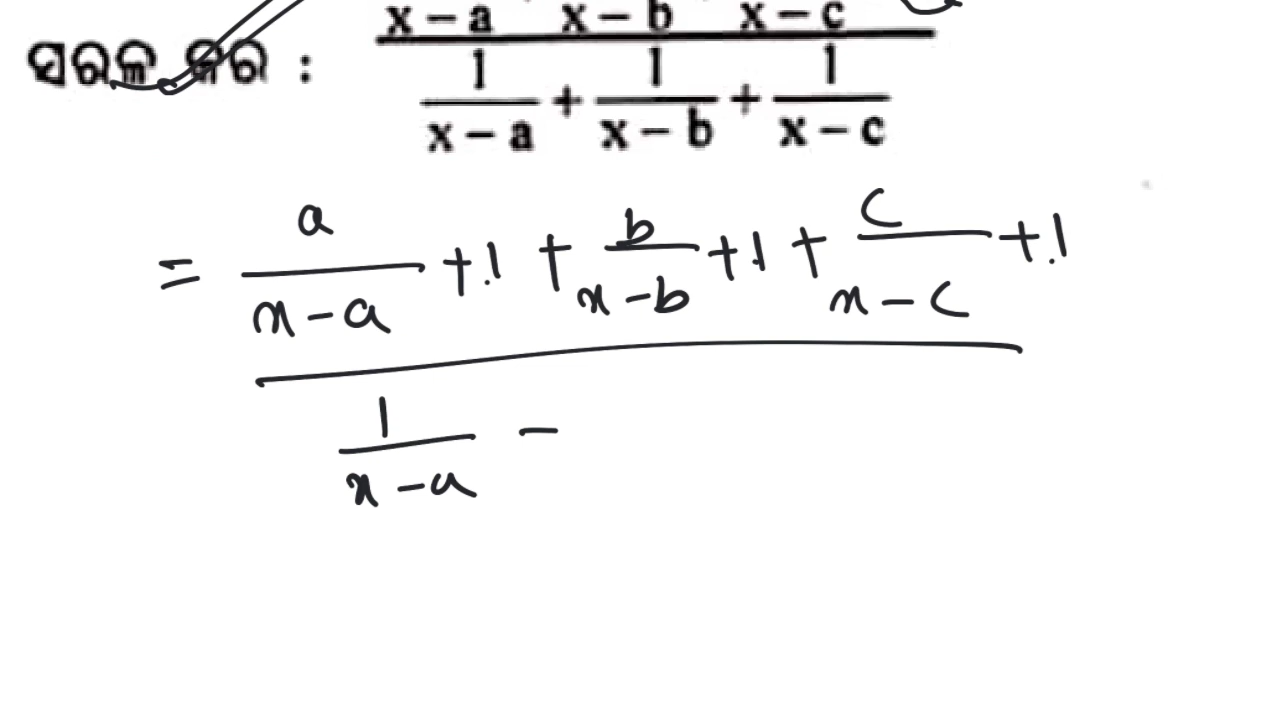 x – a x – b x – c
ସରଳ କର :
1/(x – a) + 1/(x – b) + 1/(x – c)
= a/(x – a) + 1 + b/(x – b) + 1 + c/(x – c) + 1
1/(x – a) –